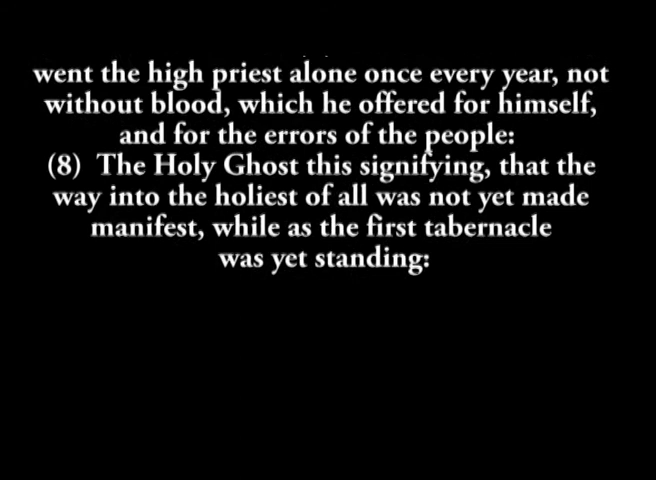 went the high priest alone once every year, not
without blood, which he offered for himself,
and for the errors of the people:
(8) The Holy Ghost this signifying, that the
way into the holiest of all was not yet made
manifest, while as the first tabernacle
was yet standing: